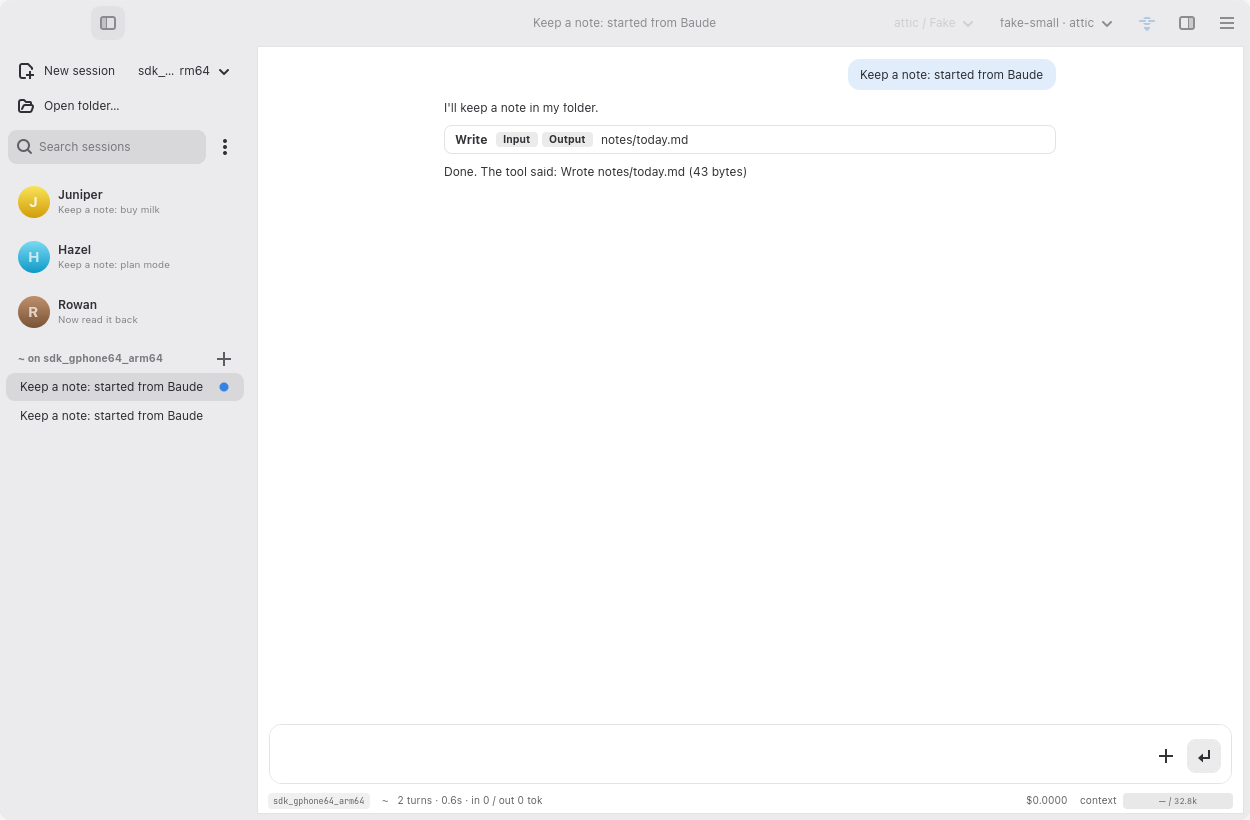 Keep a note: started from Baude
attic / Fake
fake-small · attic
New session
sdk_... rm64
Open folder...
Search sessions
J
Juniper
Keep a note: buy milk
H
Hazel
Keep a note: plan mode
R
Rowan
Now read it back
~ on sdk_gphone64_arm64
Keep a note: started from Baude
Keep a note: started from Baude
Keep a note: started from Baude
I'll keep a note in my folder.
Write Input Output notes/today.md
Done. The tool said: Wrote notes/today.md (43 bytes)
sdk_gphone64_arm64 ~ 2 turns · 0.6s · in 0 / out 0 tok
$0.0000 context — / 32.8k